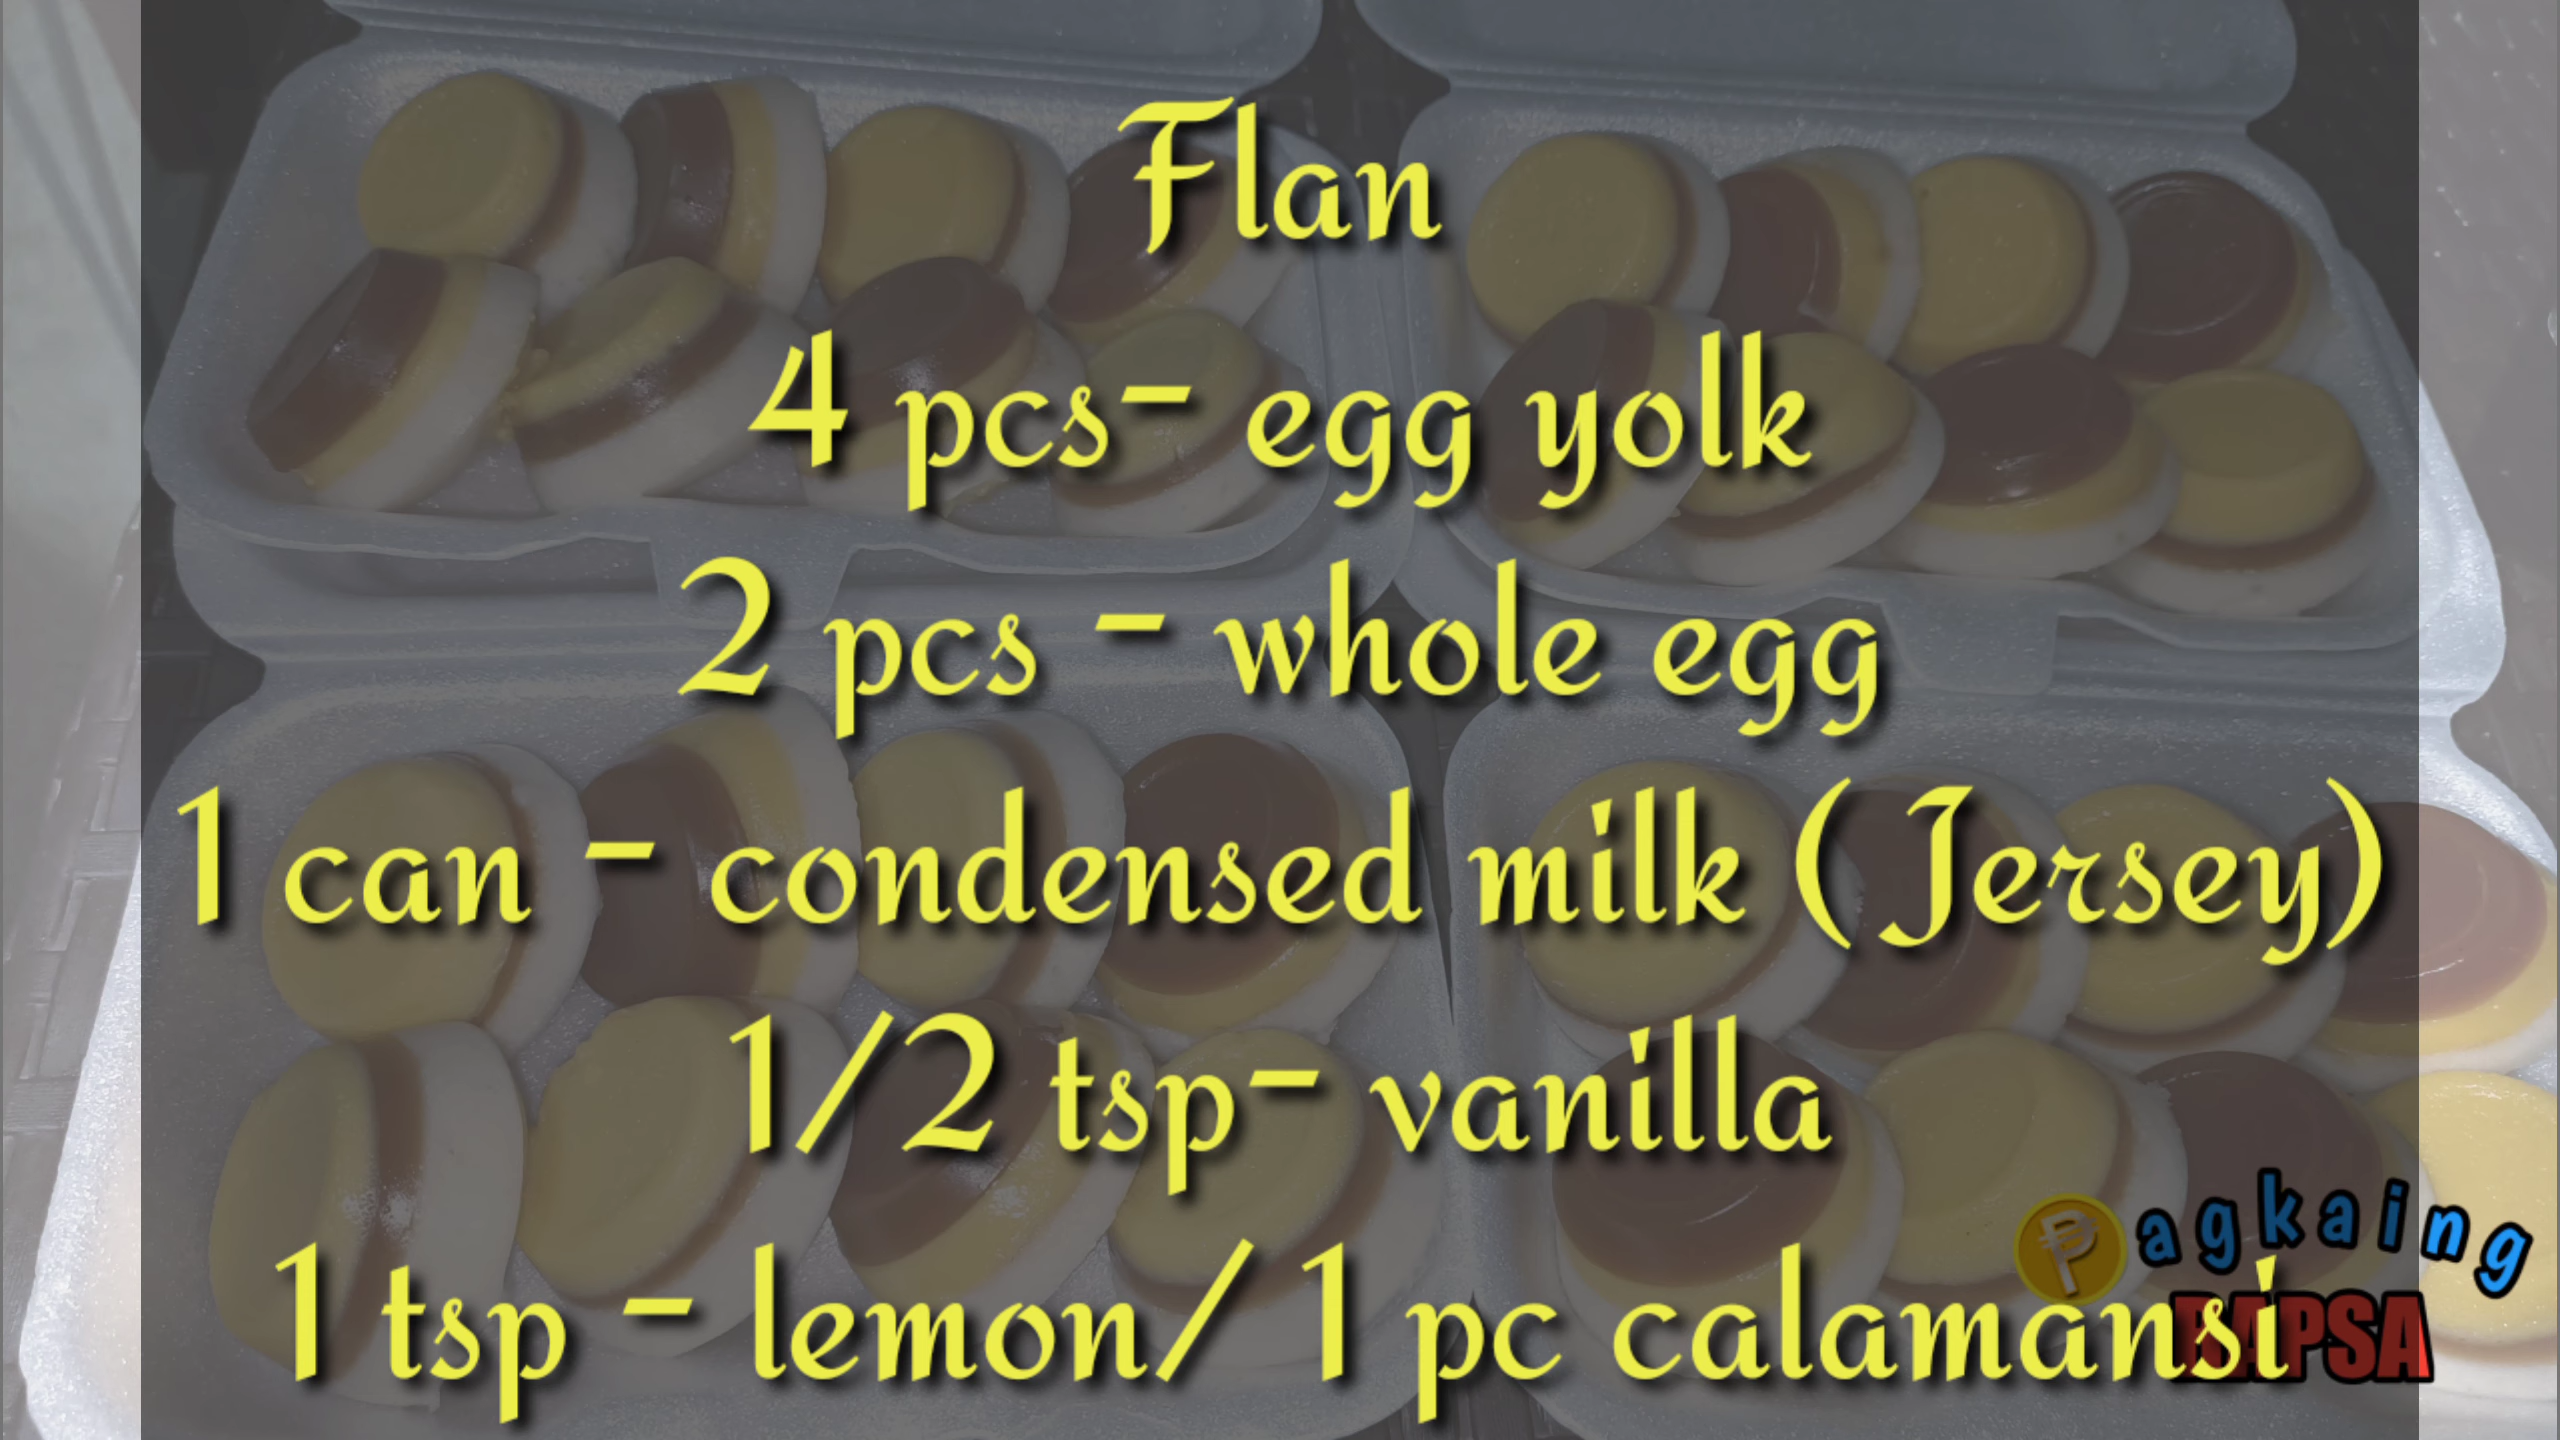 Flan
4 pcs- egg yolk
2 pcs - whole egg
1 can - condensed milk (Jersey)
1/2 tsp- vanilla
1 tsp - lemon/ 1 pc calamansi
Pagkaing
RAPSA